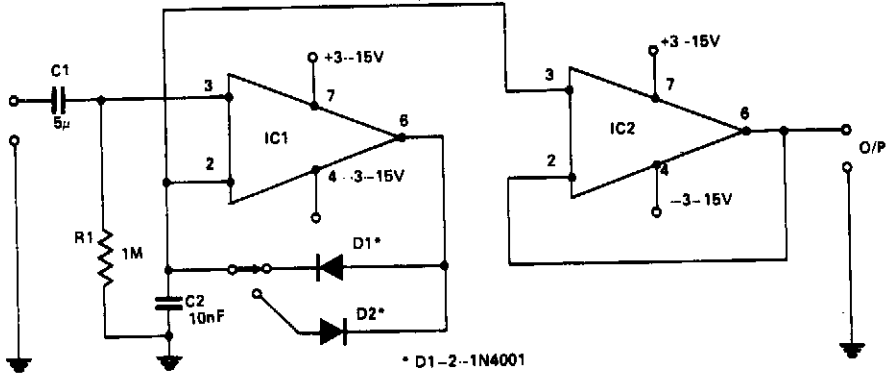 C1
5μ
3
2
+3--15V
7
IC1
6
4 --3--15V
R1
1M
C2
10nF
D1*
D2*
* D1-2--1N4001
3
2
+3--15V
7
IC2
6
4
-3-15V
O/P